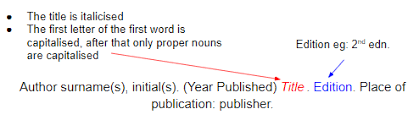 • The title is italicised
• The first letter of the first word is
capitalised, after that only proper nouns
are capitalised
Edition eg: 2nd edn.
Author surname(s), initial(s). (Year Published) Title . Edition. Place of
publication: publisher.